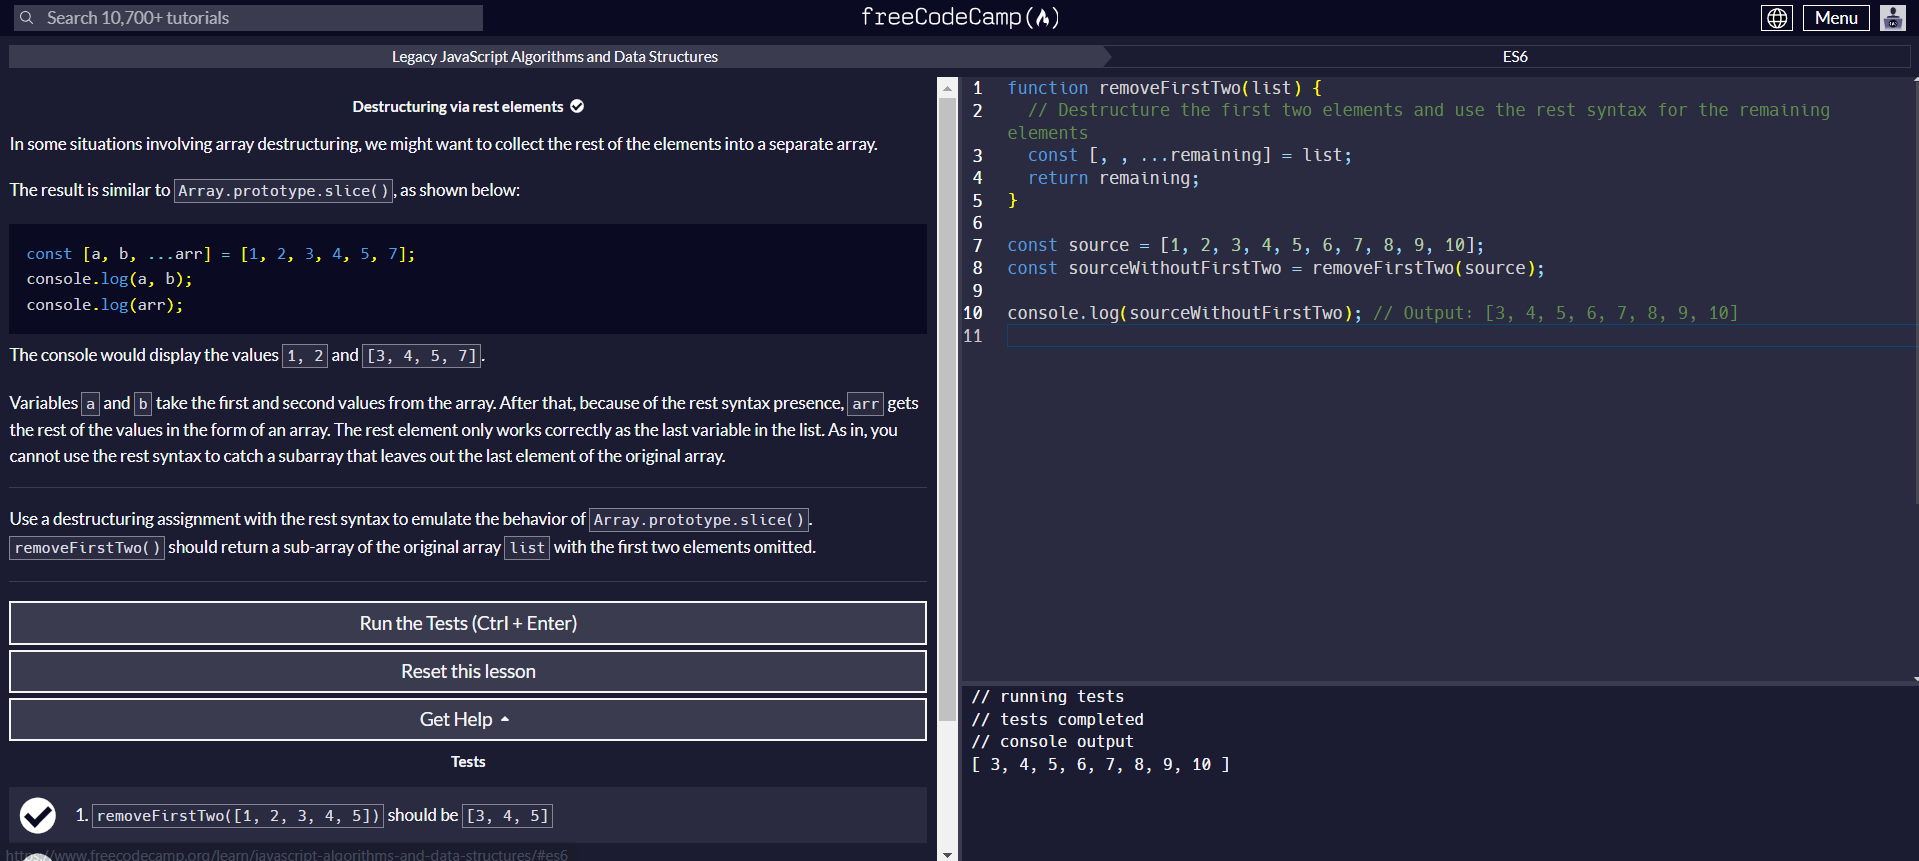 Search 10,700+ tutorials
freeCodeCamp
Menu
Legacy JavaScript Algorithms and Data Structures
ES6
Destructuring via rest elements
In some situations involving array destructuring, we might want to collect the rest of the elements into a separate array.
The result is similar to Array.prototype.slice(), as shown below:
const [a, b, ...arr] = [1, 2, 3, 4, 5, 7];
console.log(a, b);
console.log(arr);
The console would display the values 1, 2 and [3, 4, 5, 7].
Variables a and b take the first and second values from the array. After that, because of the rest syntax presence, arr gets
the rest of the values in the form of an array. The rest element only works correctly as the last variable in the list. As in, you
cannot use the rest syntax to catch a subarray that leaves out the last element of the original array.
Use a destructuring assignment with the rest syntax to emulate the behavior of Array.prototype.slice().
removeFirstTwo() should return a sub-array of the original array list with the first two elements omitted.
Run the Tests (Ctrl + Enter)
Reset this lesson
Get Help
Tests
1. removeFirstTwo([1, 2, 3, 4, 5]) should be [3, 4, 5]
https://www.freecodecamp.org/learn/javascript-algorithms-and-data-structures/#es6
1 function removeFirstTwo(list) {
2 // Destructure the first two elements and use the rest syntax for the remaining
elements
3 const [, , ...remaining] = list;
4 return remaining;
5 }
6
7 const source = [1, 2, 3, 4, 5, 6, 7, 8, 9, 10];
8 const sourceWithoutFirstTwo = removeFirstTwo(source);
9
10 console.log(sourceWithoutFirstTwo); // Output: [3, 4, 5, 6, 7, 8, 9, 10]
11
// running tests
// tests completed
// console output
[ 3, 4, 5, 6, 7, 8, 9, 10 ]